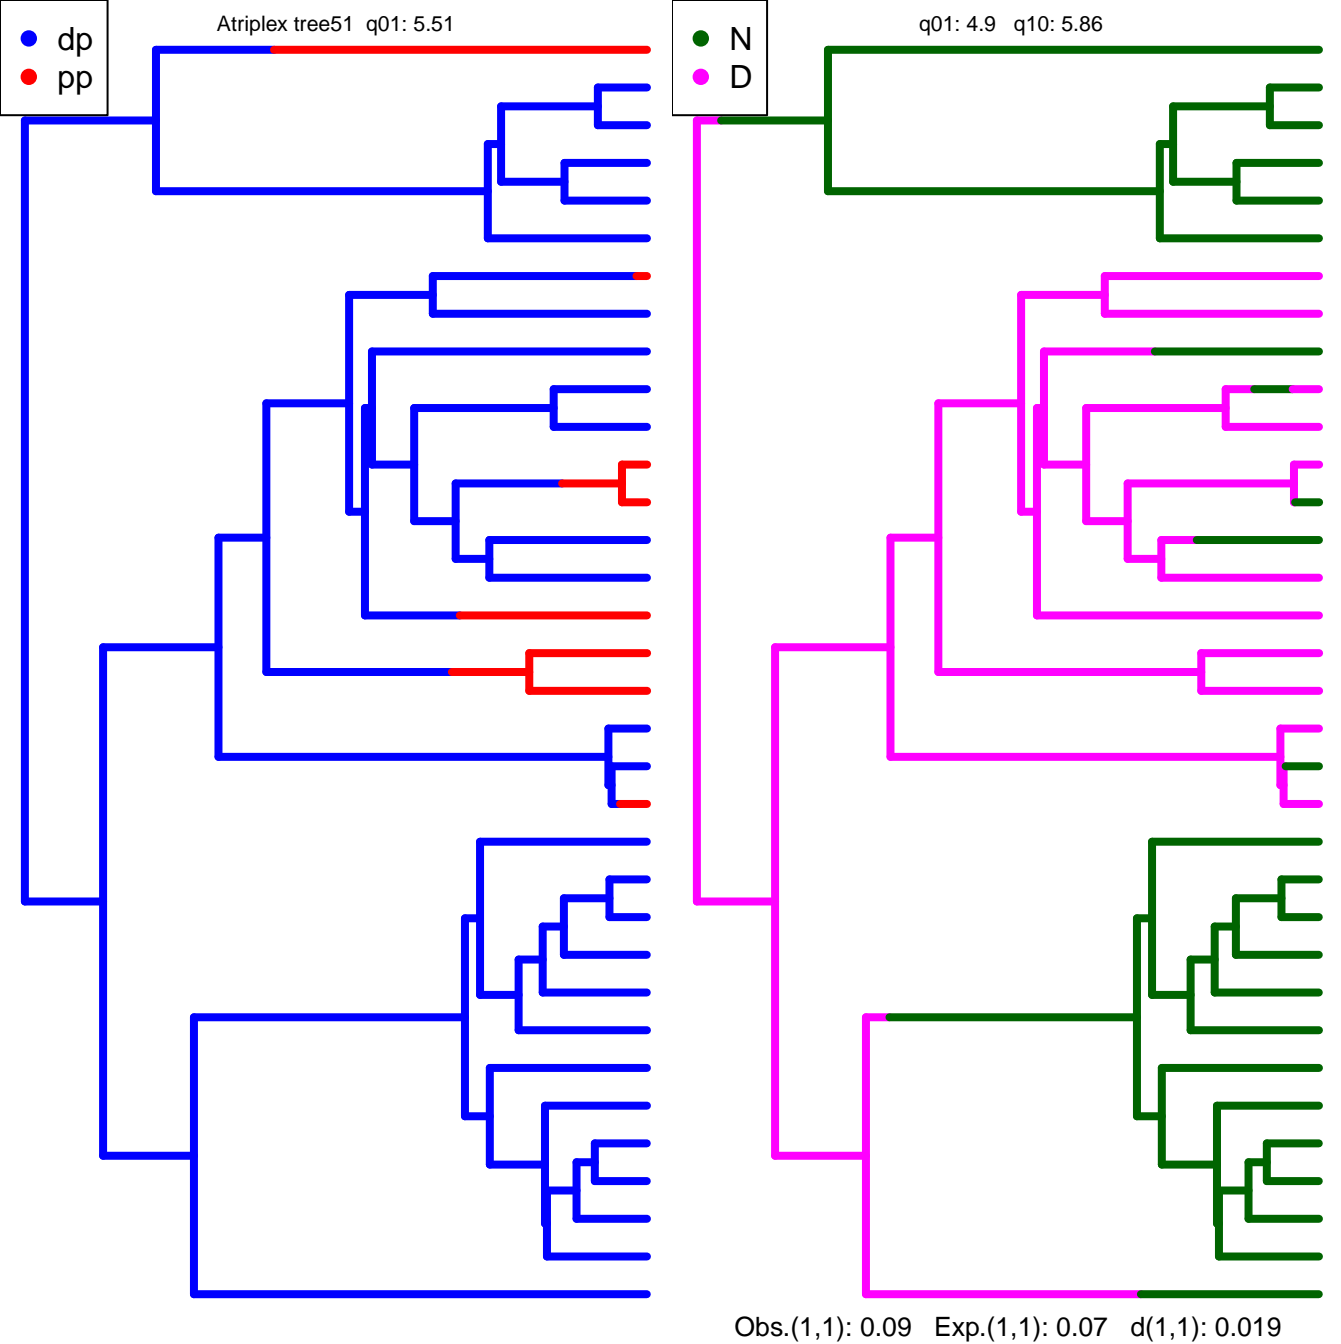 Atriplex tree51 q01: 5.51
dp
pp
q01: 4.9 q10: 5.86
N
D
Obs.(1,1): 0.09 Exp.(1,1): 0.07 d(1,1): 0.019